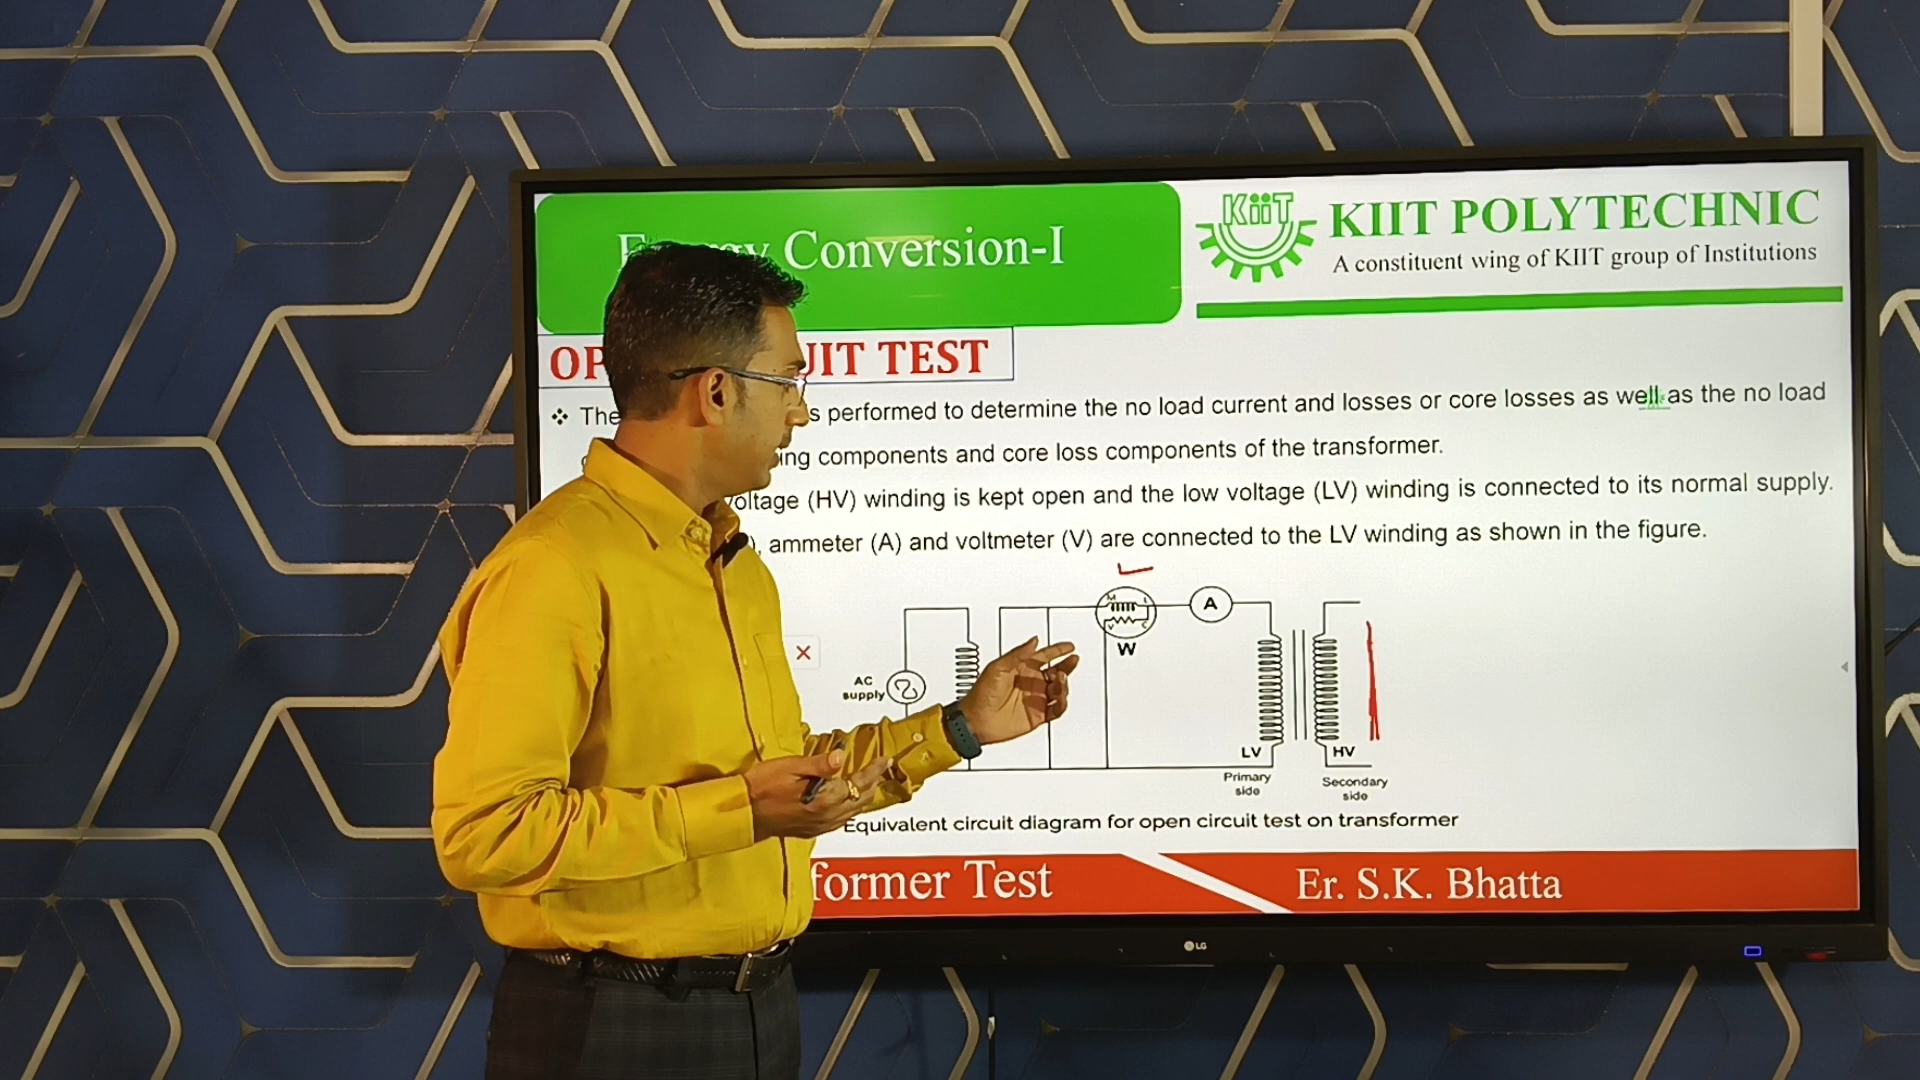 Conversion-I
KiiT
KIIT POLYTECHNIC
A constituent wing of KIIT group of Institutions
TEST
❖ The performed to determine the no load current and losses or core losses as well as the no load
components and core loss components of the transformer.
(HV) winding is kept open and the low voltage (LV) winding is connected to its normal supply.
ammeter (A) and voltmeter (V) are connected to the LV winding as shown in the figure.
M L A
V C
W
AC
supply
LV HV
Primary Secondary
side side
Equivalent circuit diagram for open circuit test on transformer
Test Er. S.K. Bhatta
LG